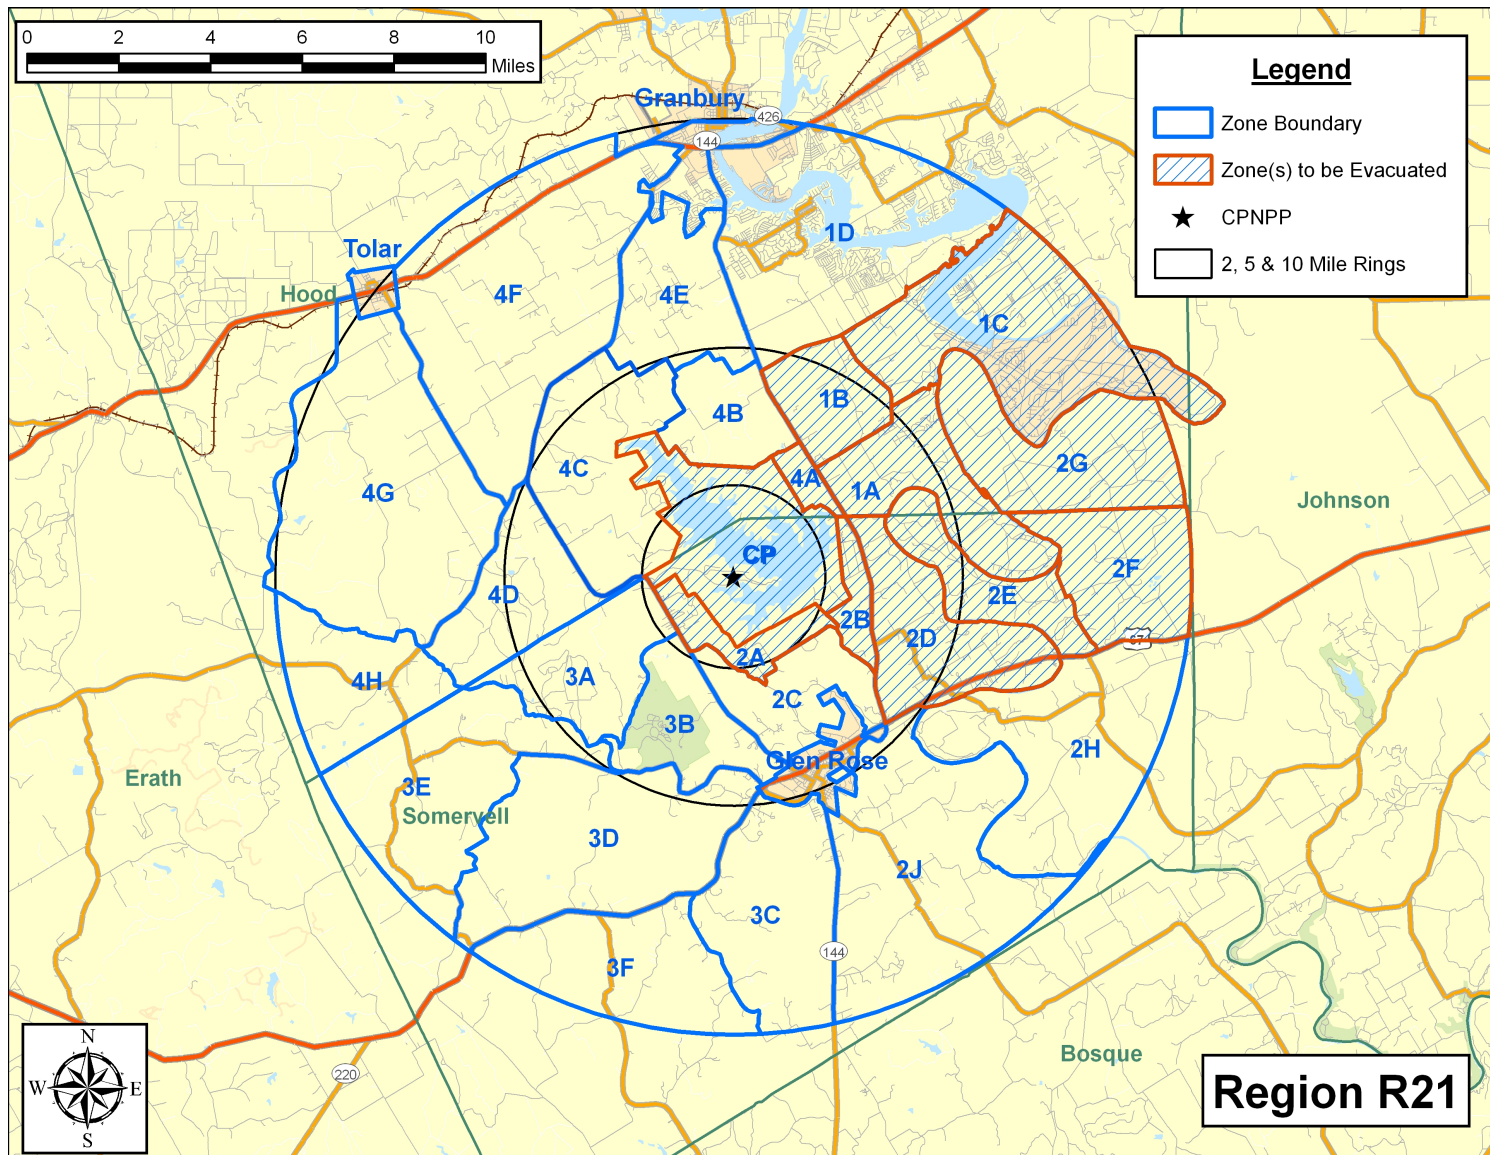 0 2 4 6 8 10
Miles
Legend
Zone Boundary
Zone(s) to be Evacuated
CPNPP
2, 5 & 10 Mile Rings
Granbury
426
144
1D
Tolar
Hood
4F
4E
1C
4B
1B
4C
4A
1A
2G
4G
Johnson
CP
4D
2B
2E
2F
2D
67
2A
3A
4H
2C
3B
2H
Glen Rose
Erath
3E
Somervell
3D
2J
3C
144
3F
Bosque
220
N
W E
S
Region R21